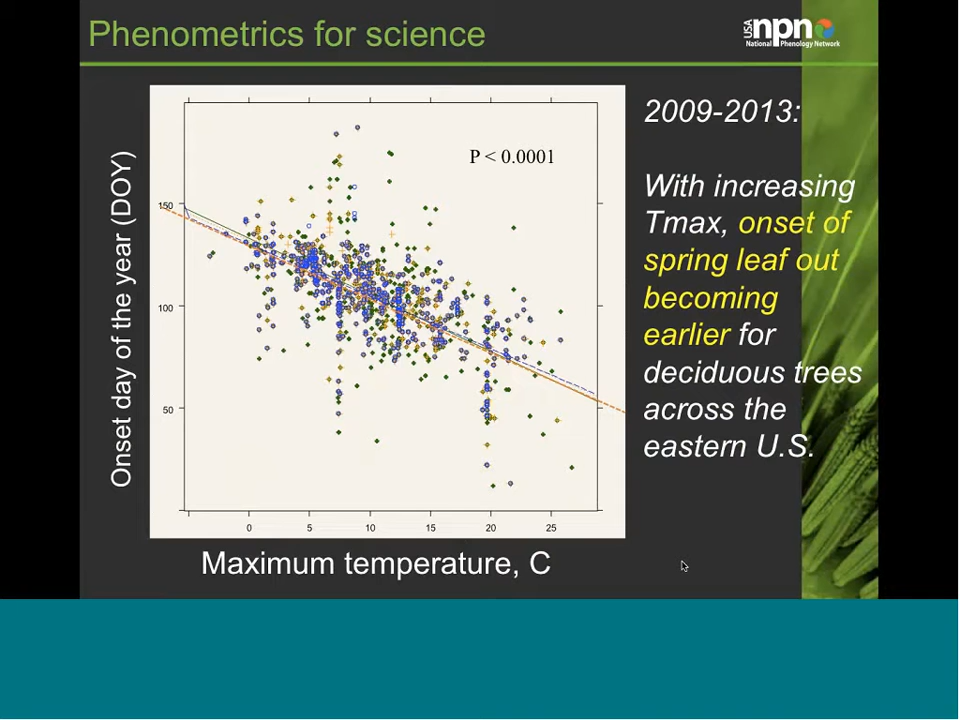 Phenometrics for science
USA
npn
National Phenology Network
2009-2013:
With increasing
Tmax, onset of
spring leaf out
becoming
earlier for
deciduous trees
across the
eastern U.S.
P < 0.0001
Onset day of the year (DOY)
150
100
50
0 5 10 15 20 25
Maximum temperature, C